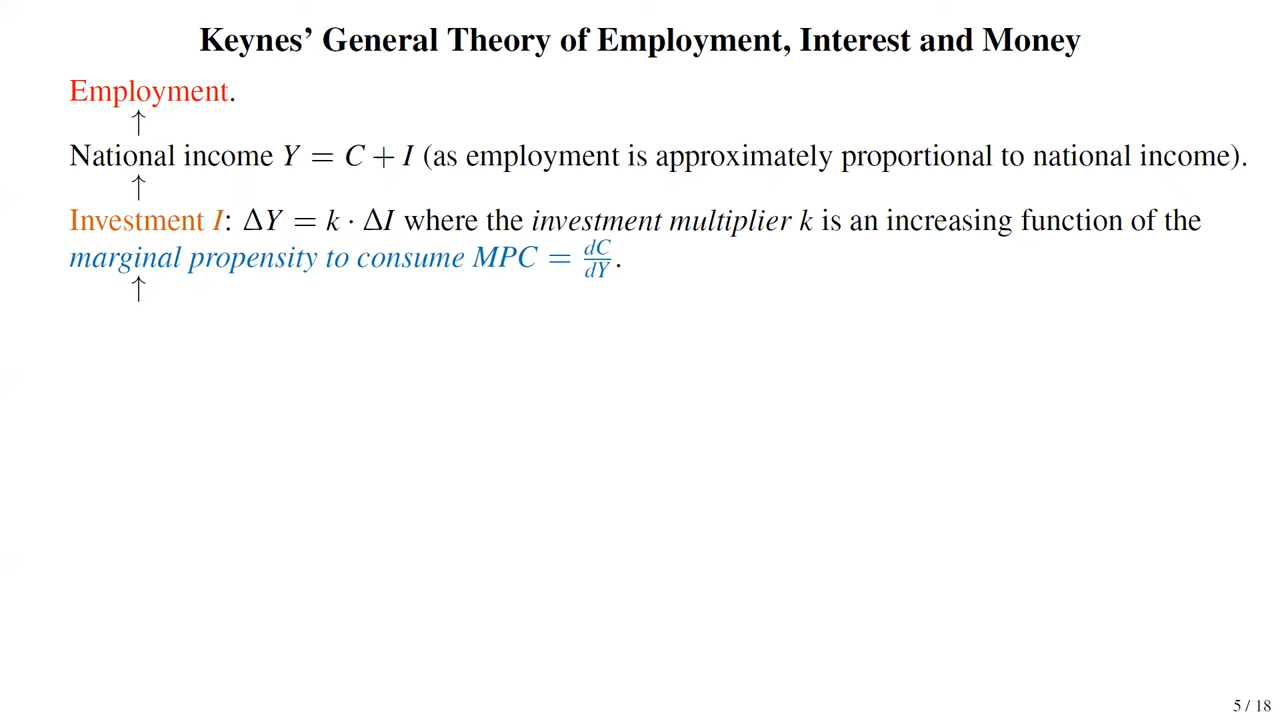 Keynes’ General Theory of Employment, Interest and Money
Employment.
↑
National income Y = C + I (as employment is approximately proportional to national income).
↑
Investment I: ΔY = k · ΔI where the investment multiplier k is an increasing function of the
marginal propensity to consume MPC = dC/dY.
↑
5 / 18